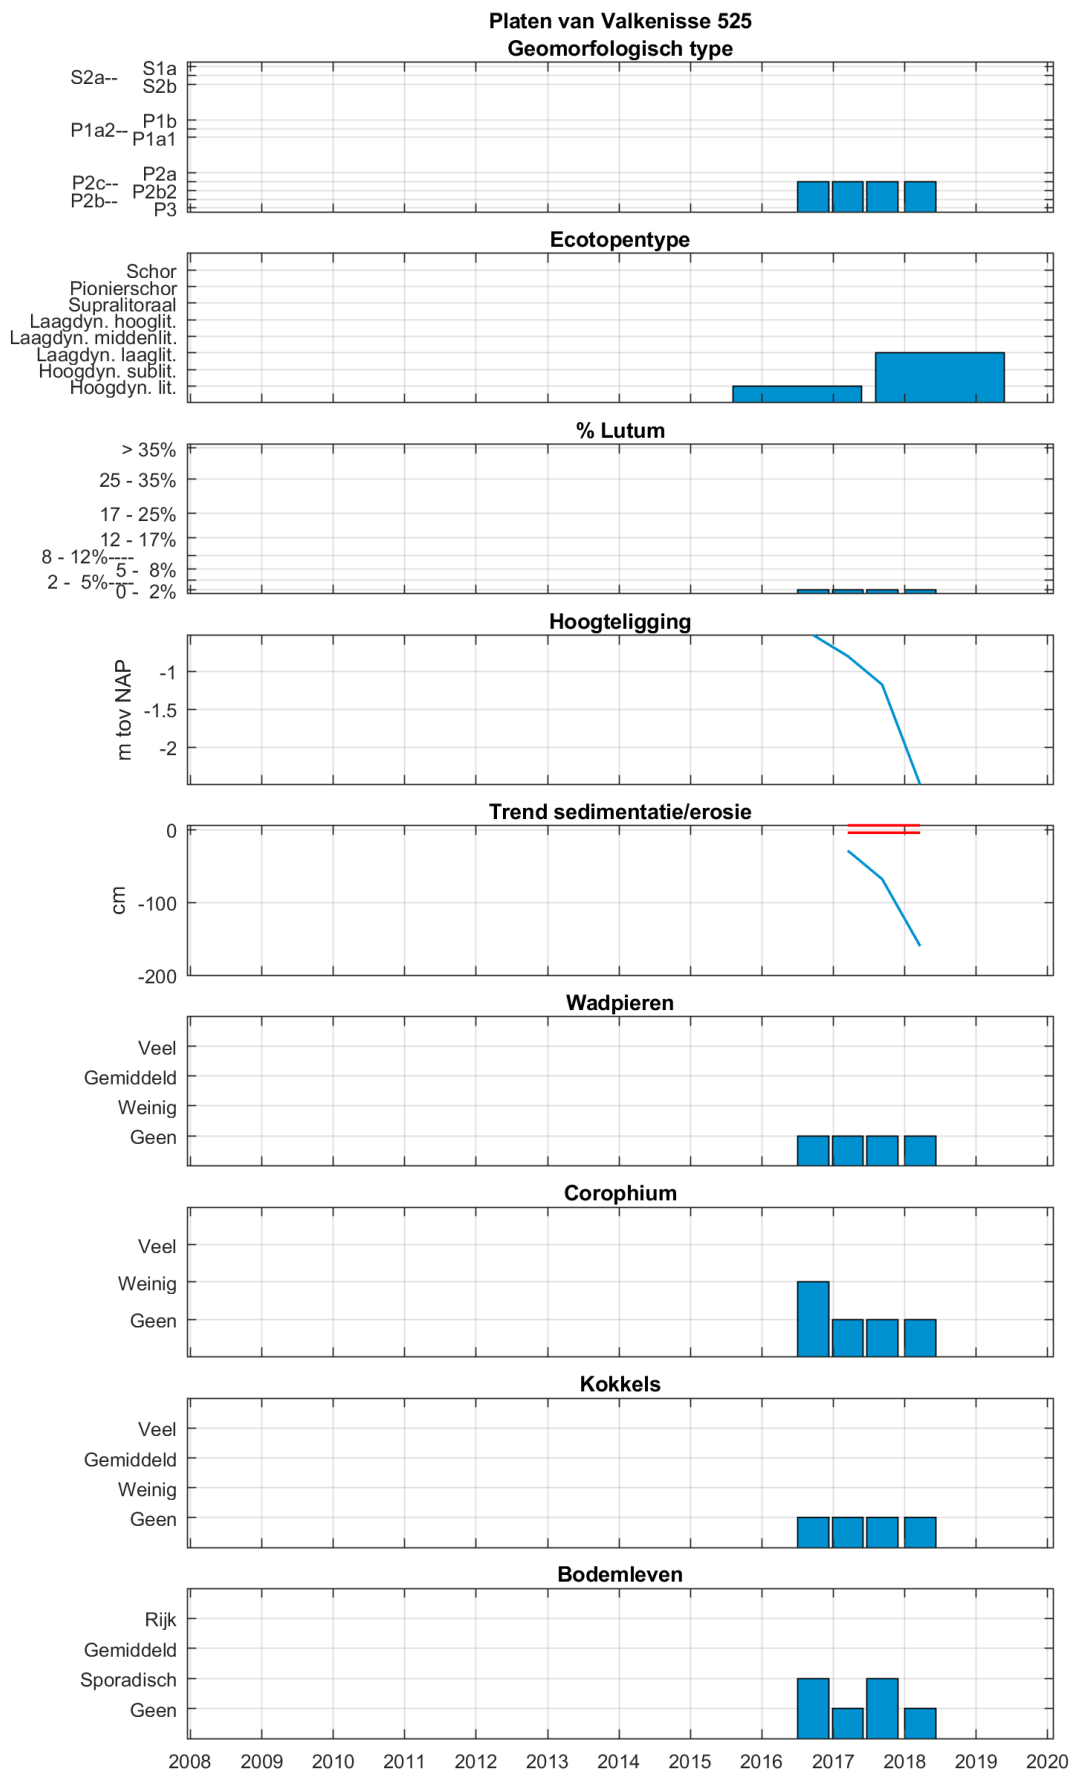 Platen van Valkenisse 525
Geomorfologisch type
S1a
S2a--
S2b
P1b
P1a2--
P1a1
P2a
P2c--
P2b2
P2b--
P3
Ecotopentype
Schor
Pionierschor
Supralitoraal
Laagdyn. hooglit.
Laagdyn. middenlit.
Laagdyn. laaglit.
Hoogdyn. sublit.
Hoogdyn. lit.
% Lutum
> 35%
25 - 35%
17 - 25%
12 - 17%
8 - 12%----
5 - 8%
2 - 5%----
0 - 2%
Hoogteligging
m tov NAP
-1
-1.5
-2
Trend sedimentatie/erosie
cm
0
-100
-200
Wadpieren
Veel
Gemiddeld
Weinig
Geen
Corophium
Veel
Weinig
Geen
Kokkels
Veel
Gemiddeld
Weinig
Geen
Bodemleven
Rijk
Gemiddeld
Sporadisch
Geen
2008 2009 2010 2011 2012 2013 2014 2015 2016 2017 2018 2019 2020